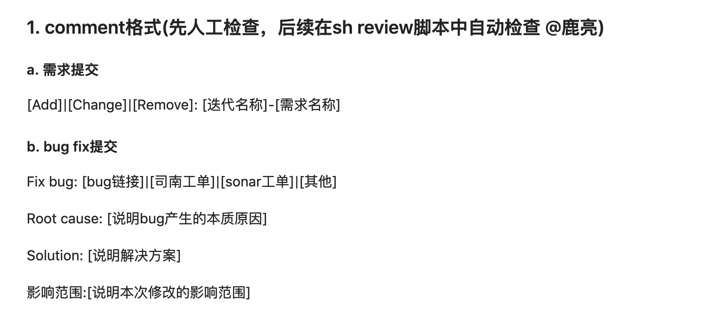 1. comment格式(先人工检查，后续在sh review脚本中自动检查 @鹿亮)
a. 需求提交
[Add]|[Change]|[Remove]: [迭代名称]-[需求名称]
b. bug fix提交
Fix bug: [bug链接]|[司南工单]|[sonar工单]|[其他]
Root cause: [说明bug产生的本质原因]
Solution: [说明解决方案]
影响范围:[说明本次修改的影响范围]